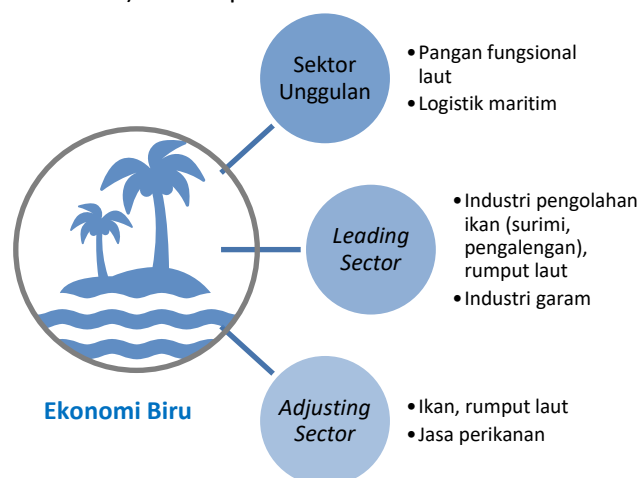 Sektor
Unggulan
• Pangan fungsional
laut
• Logistik maritim
Leading
Sector
• Industri pengolahan
ikan (surimi,
pengalengan),
rumput laut
• Industri garam
Ekonomi Biru
Adjusting
Sector
• Ikan, rumput laut
• Jasa perikanan